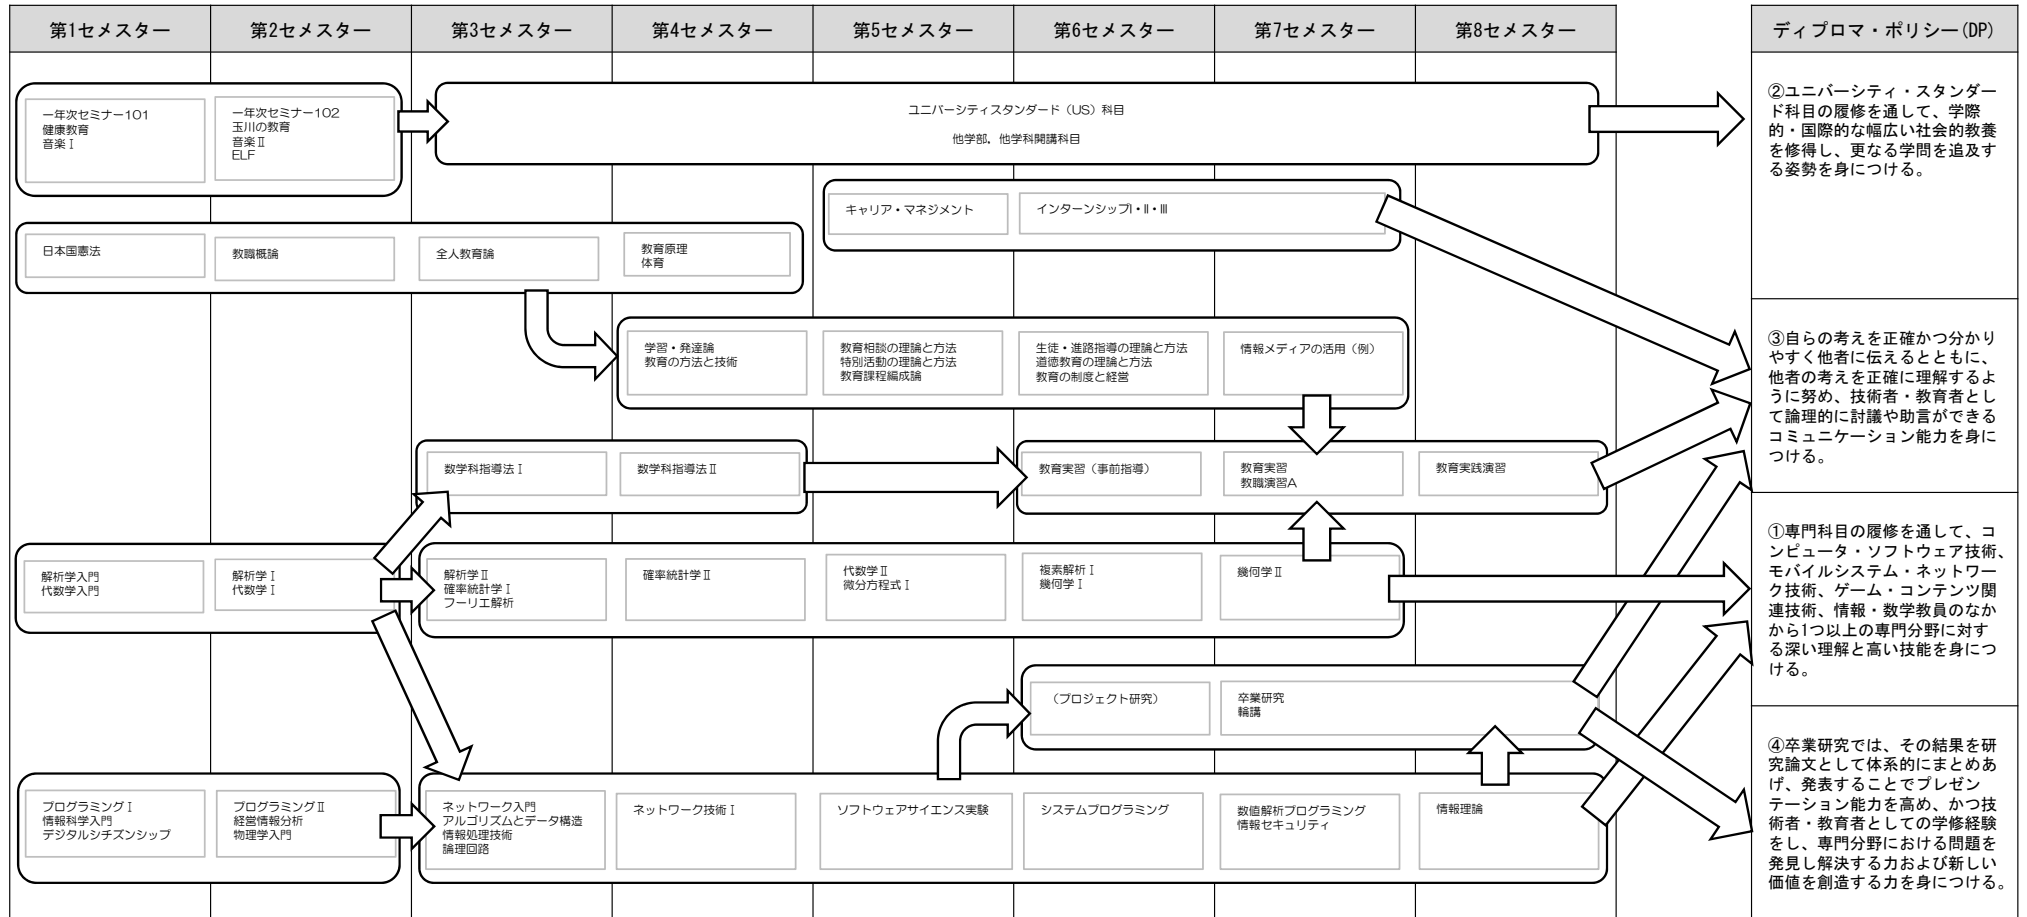 第1セメスター
第2セメスター
第3セメスター
第4セメスター
第5セメスター
第6セメスター
第7セメスター
第8セメスター
ディプロマ・ポリシー(DP)
一年次セミナー101
健康教育
音楽Ⅰ
一年次セミナー102
玉川の教育
音楽Ⅱ
ELF
ユニバーシティスタンダード（US）科目
他学部，他学科開講科目
キャリア・マネジメント
インターンシップⅠ・Ⅱ・Ⅲ
日本国憲法
教職概論
全人教育論
教育原理
体育
学習・発達論
教育の方法と技術
教育相談の理論と方法
特別活動の理論と方法
教育課程編成論
生徒・進路指導の理論と方法
道徳教育の理論と方法
教育の制度と経営
情報メディアの活用（例）
数学科指導法Ⅰ
数学科指導法Ⅱ
教育実習（事前指導）
教育実習
教職演習A
教育実践演習
解析学入門
代数学入門
解析学Ⅰ
代数学Ⅰ
解析学Ⅱ
確率統計学Ⅰ
フーリエ解析
確率統計学Ⅱ
代数学Ⅱ
微分方程式Ⅰ
複素解析Ⅰ
幾何学Ⅰ
幾何学Ⅱ
（プロジェクト研究）
卒業研究
輪講
プログラミングⅠ
情報科学入門
デジタルシチズンシップ
プログラミングⅡ
経営情報分析
物理学入門
ネットワーク入門
アルゴリズムとデータ構造
情報処理技術
論理回路
ネットワーク技術Ⅰ
ソフトウェアサイエンス実験
システムプログラミング
数値解析プログラミング
情報セキュリティ
情報理論
②ユニバーシティ・スタンダー
ド科目の履修を通して、学際
的・国際的な幅広い社会的教養
を修得し、更なる学問を追及す
る姿勢を身につける。
③自らの考えを正確かつ分かり
やすく他者に伝えるとともに、
他者の考えを正確に理解するよ
うに努め、技術者・教育者とし
て論理的に討議や助言ができる
コミュニケーション能力を身に
つける。
①専門科目の履修を通して、コ
ンピュータ・ソフトウェア技術、
モバイルシステム・ネットワー
ク技術、ゲーム・コンテンツ関
連技術、情報・数学教員のなか
から1つ以上の専門分野に対す
る深い理解と高い技能を身につ
ける。
④卒業研究では、その結果を研
究論文として体系的にまとめあ
げ、発表することでプレゼン
テーション能力を高め、かつ技
術者・教育者としての学修経験
をし、専門分野における問題を
発見し解決する力および新しい
価値を創造する力を身につける。